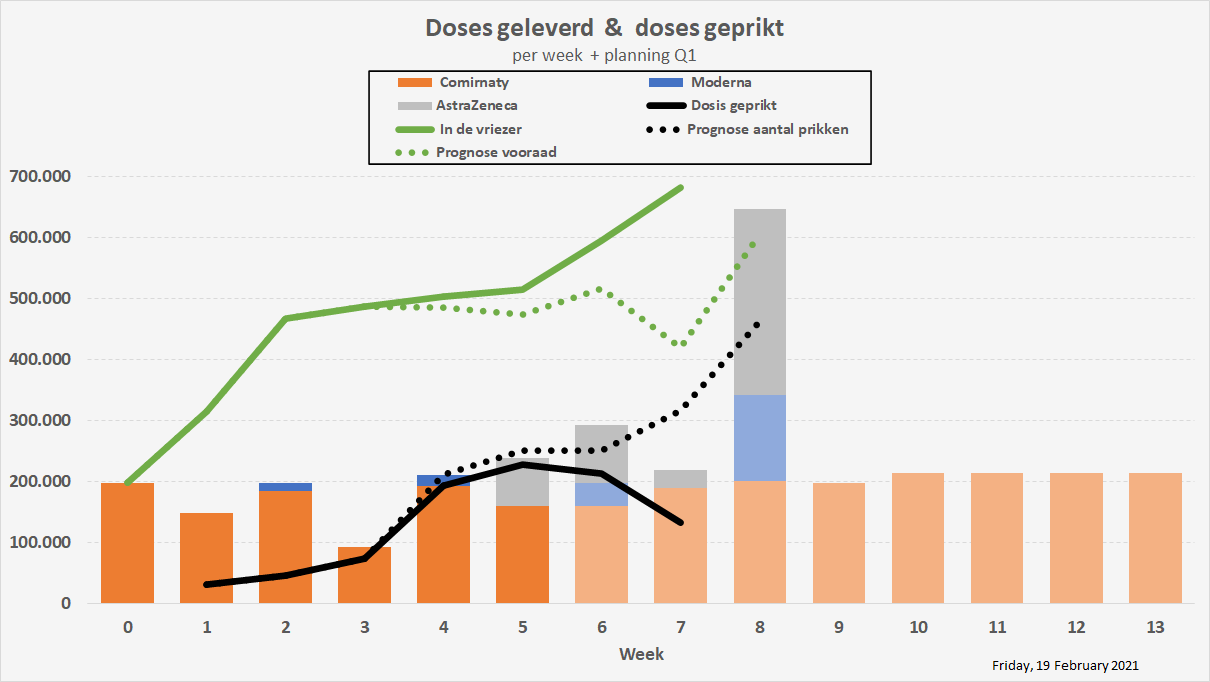 Doses geleverd & doses geprikt
per week + planning Q1
Comirnaty Moderna
AstraZeneca Dosis geprikt
In de vriezer Prognose aantal prikken
Prognose vooraad
700.000
600.000
500.000
400.000
300.000
200.000
100.000
0
0 1 2 3 4 5 6 7 8 9 10 11 12 13
Week
Friday, 19 February 2021